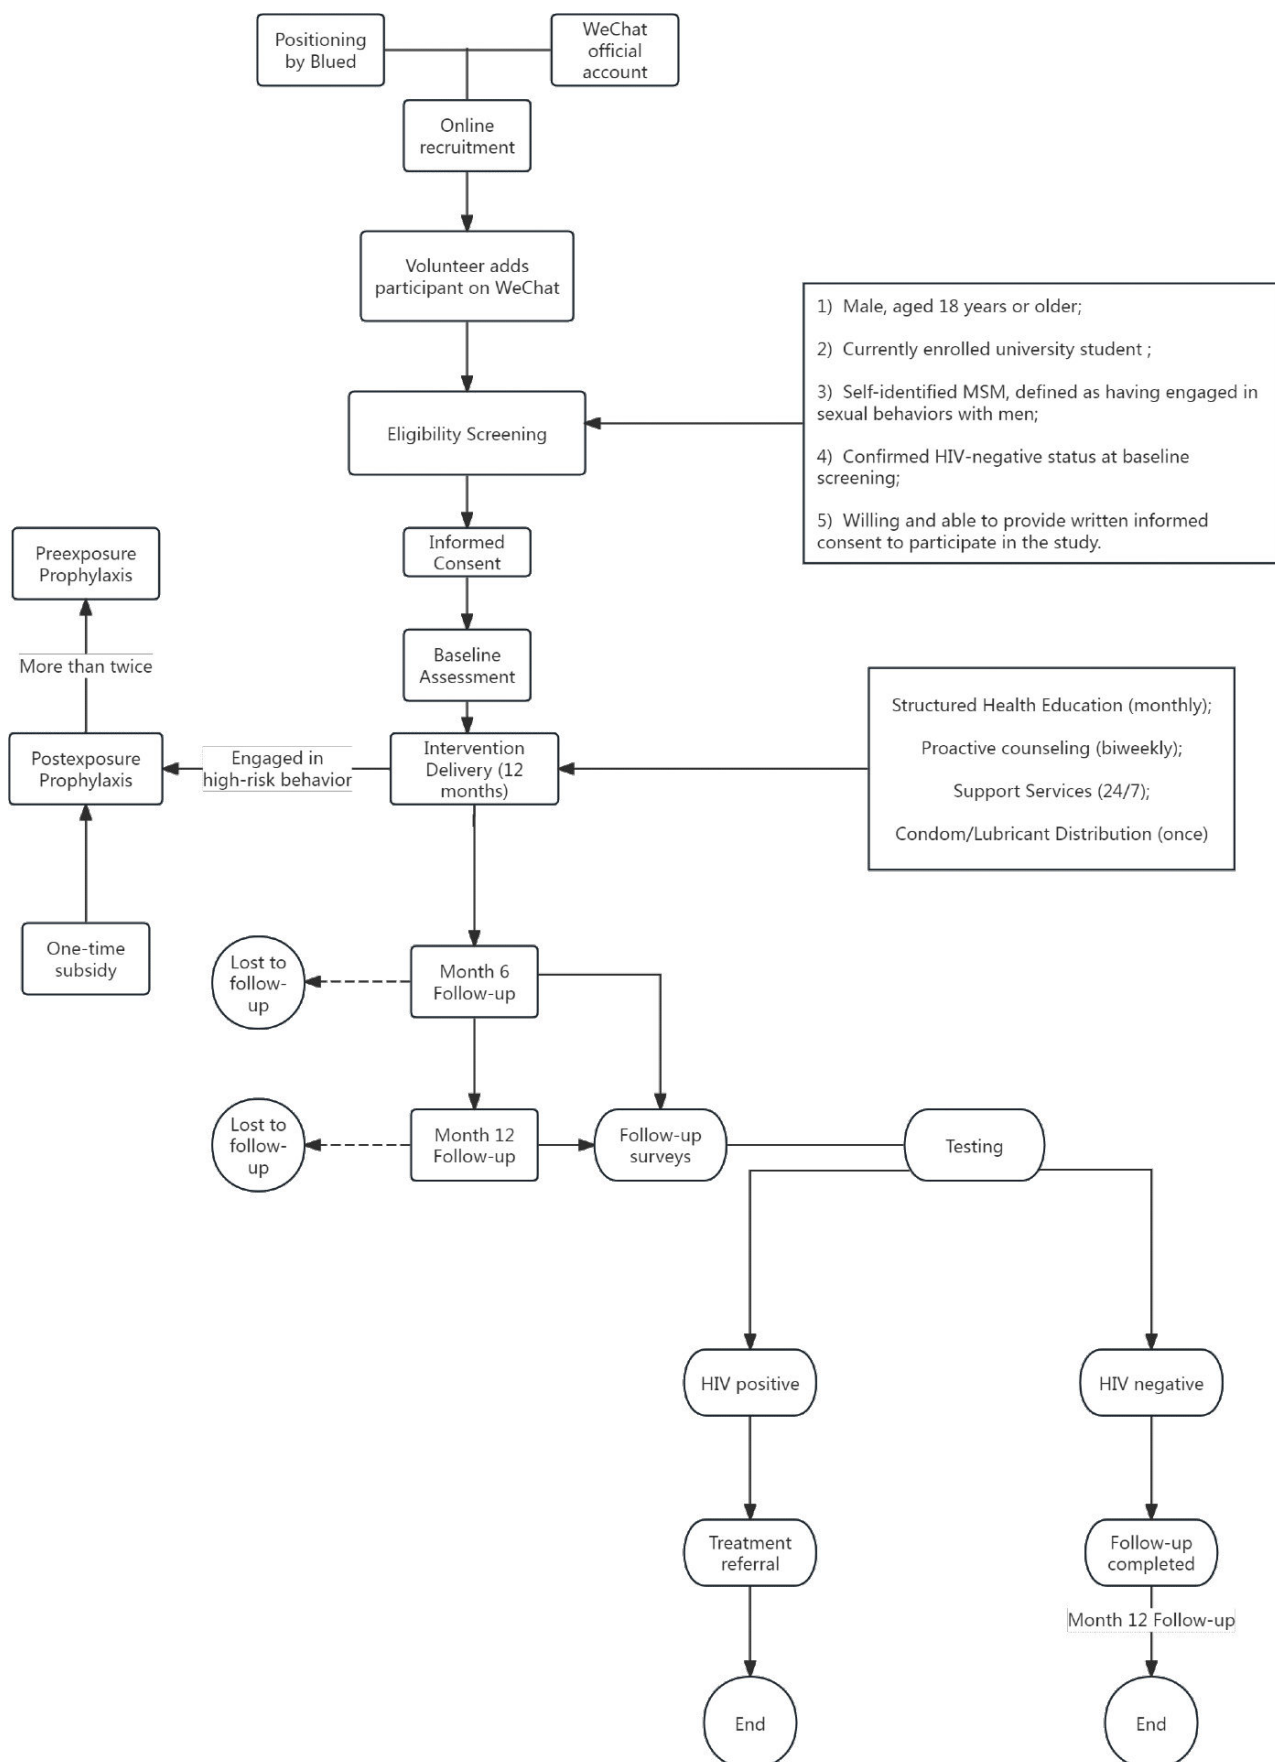 Positioning
by Blued
WeChat
official
account
Online
recruitment
Volunteer adds
participant on WeChat
1) Male, aged 18 years or older;
2) Currently enrolled university student ;
3) Self-identified MSM, defined as having engaged in
sexual behaviors with men;
4) Confirmed HIV-negative status at baseline
screening;
5) Willing and able to provide written informed
consent to participate in the study.
Eligibility Screening
Informed
Consent
Preexposure
Prophylaxis
Baseline
Assessment
More than twice
Structured Health Education (monthly);
Proactive counseling (biweekly);
Support Services (24/7);
Condom/Lubricant Distribution (once)
Postexposure
Prophylaxis
Engaged in
high-risk behavior
Intervention
Delivery (12
months)
One-time
subsidy
Lost to
follow-
up
Month 6
Follow-up
Lost to
follow-
up
Month 12
Follow-up
Follow-up
surveys
Testing
HIV positive
HIV negative
Treatment
referral
Follow-up
completed
Month 12 Follow-up
End
End